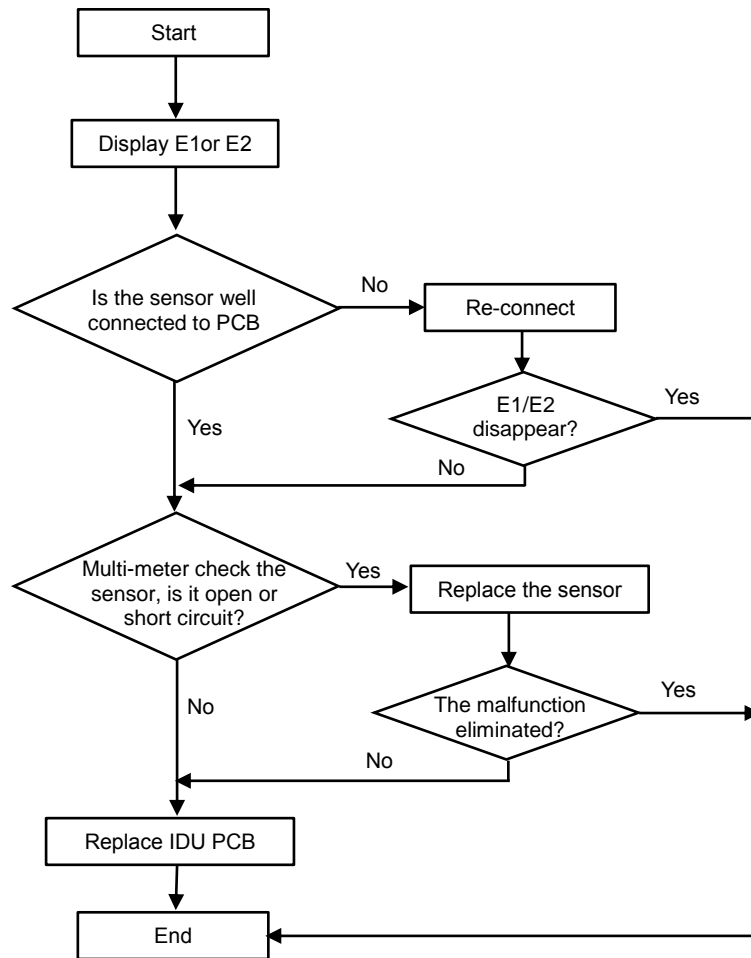 Start
Display E1or E2
Is the sensor well
connected to PCB
No
Re-connect
E1/E2
disappear?
Yes
Yes
No
Multi-meter check the
sensor, is it open or
short circuit?
Yes
Replace the sensor
The malfunction
eliminated?
Yes
No
No
Replace IDU PCB
End